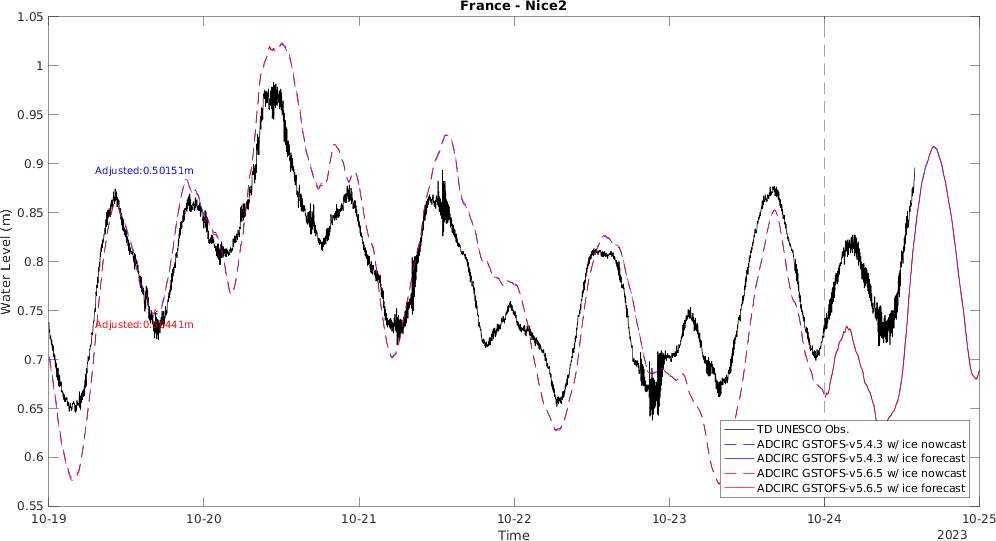 France - Nice2
1.05
1
0.95
0.9
0.85
0.8
0.75
0.7
0.65
0.6
0.55
Water Level (m)
Adjusted:0.50151m
TD UNESCO Obs.
ADCIRC GSTOFS-v5.4.3 w/ ice nowcast
ADCIRC GSTOFS-v5.4.3 w/ ice forecast
ADCIRC GSTOFS-v5.6.5 w/ ice nowcast
ADCIRC GSTOFS-v5.6.5 w/ ice forecast
10-19
10-20
10-21
10-22
10-23
10-24
10-25
Time
2023